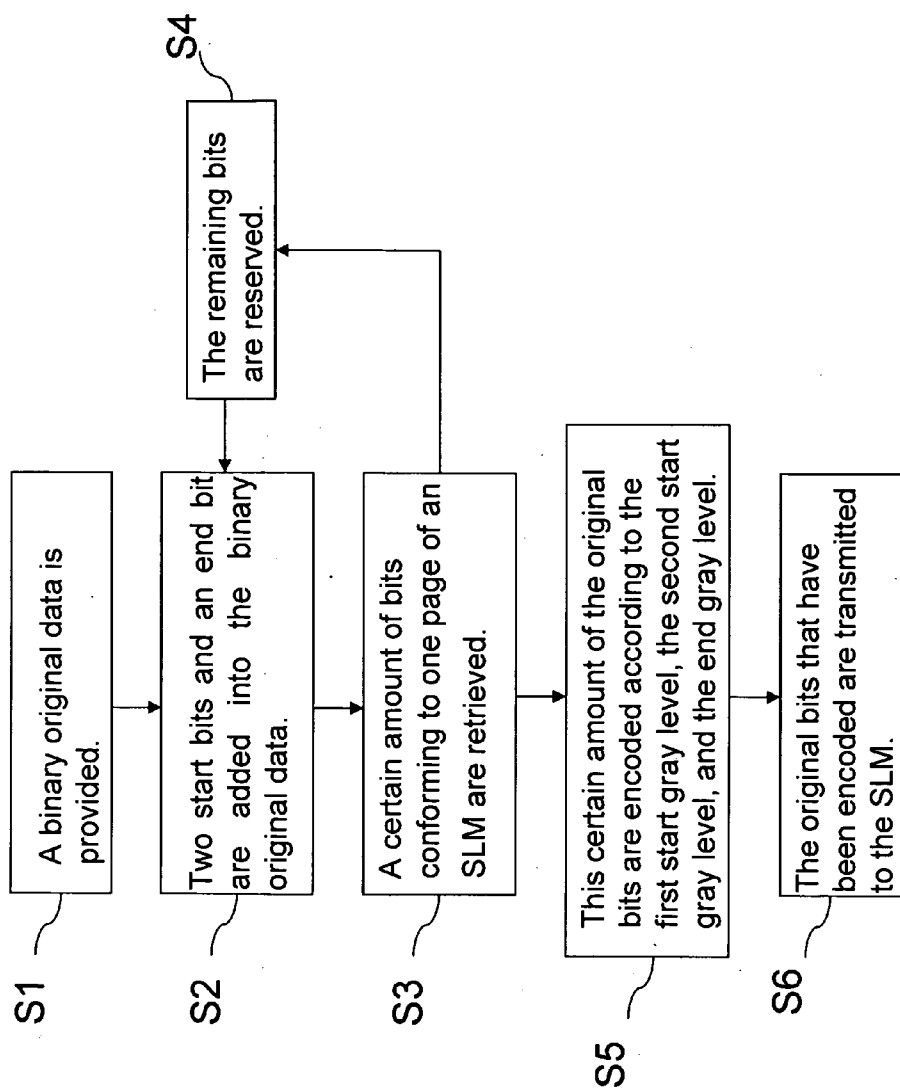 S1
A binary original data is
provided.
S2
Two start bits and an end bit
are added into the binary
original data.
S4
The remaining bits
are reserved.
S3
A certain amount of bits
conforming to one page of an
SLM are retrieved.
S5
This certain amount of the original
bits are encoded according to the
first start gray level, the second start
gray level, and the end gray level.
S6
The original bits that have
been encoded are transmitted
to the SLM.